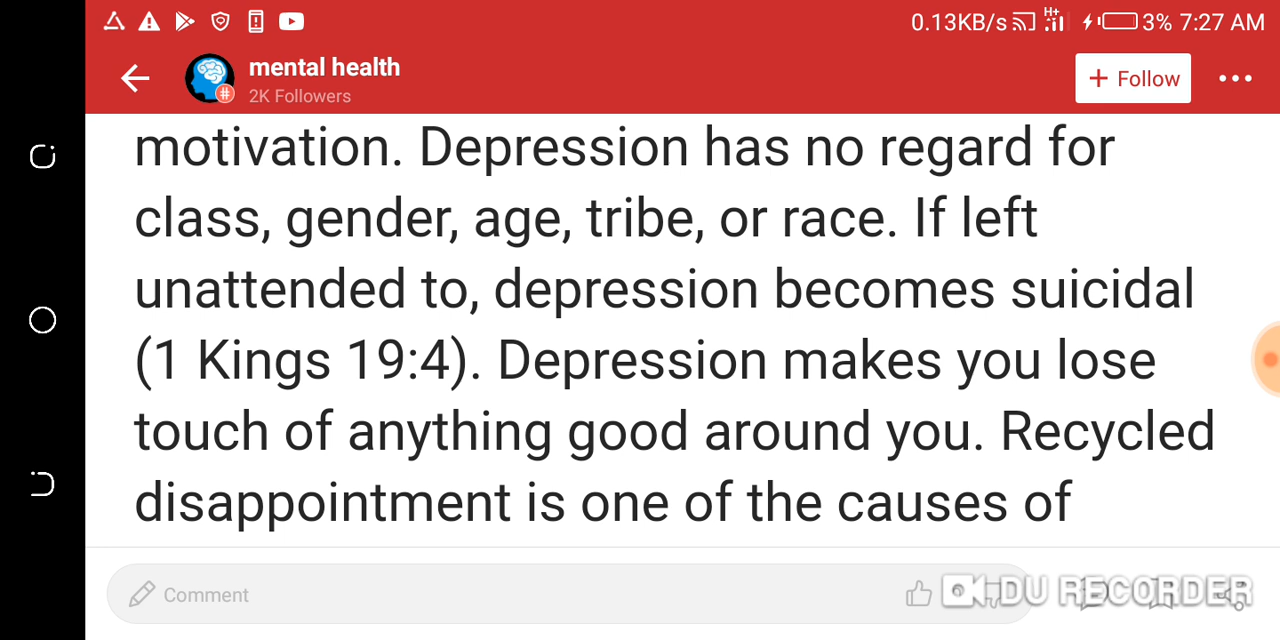 0.13KB/s H+ 3% 7:27 AM
mental health
2K Followers
+ Follow
motivation. Depression has no regard for
class, gender, age, tribe, or race. If left
unattended to, depression becomes suicidal
(1 Kings 19:4). Depression makes you lose
touch of anything good around you. Recycled
disappointment is one of the causes of
Comment
DU RECORDER